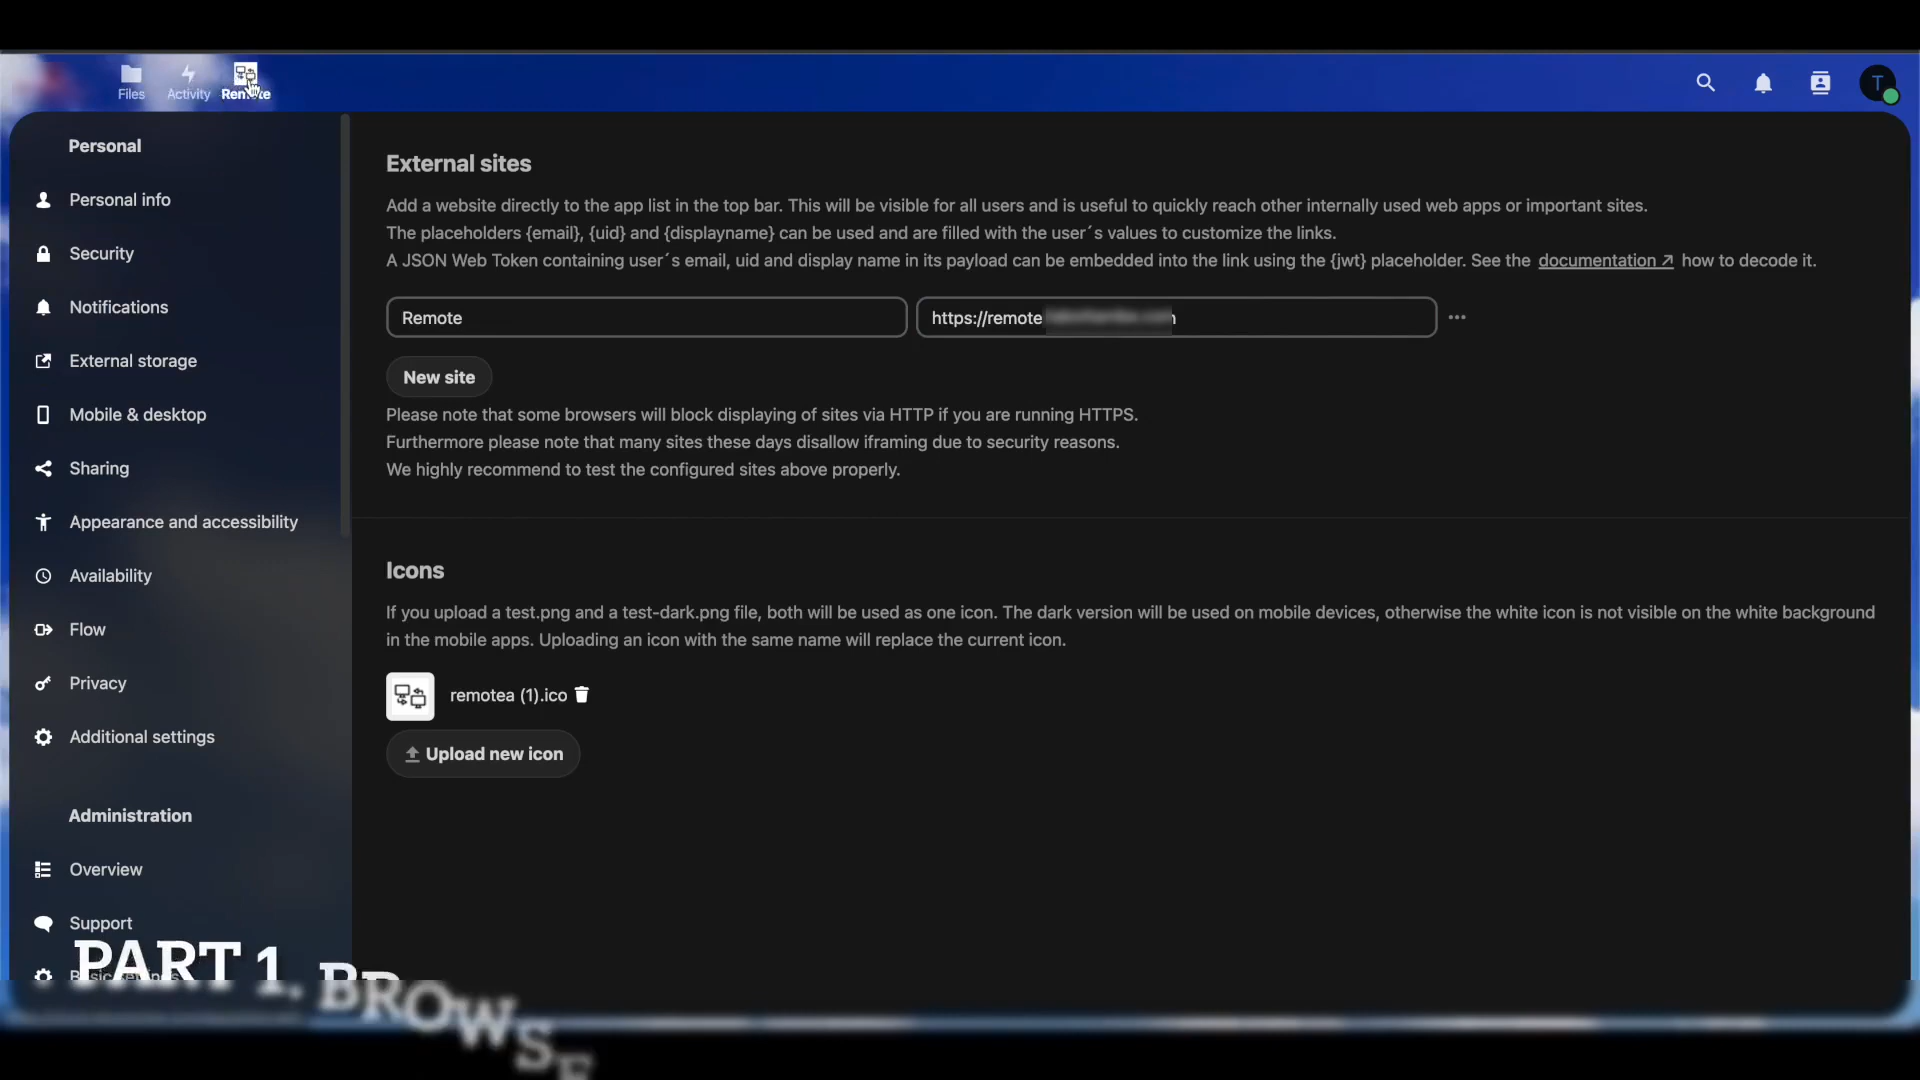 Files
Activity
Remote
T
Personal
Personal info
Security
Notifications
External storage
Mobile & desktop
Sharing
Appearance and accessibility
Availability
Flow
Privacy
Additional settings
Administration
Overview
Support
Basic settings
External sites
Add a website directly to the app list in the top bar. This will be visible for all users and is useful to quickly reach other internally used web apps or important sites.
The placeholders {email}, {uid} and {displayname} can be used and are filled with the user´s values to customize the links.
A JSON Web Token containing user´s email, uid and display name in its payload can be embedded into the link using the {jwt} placeholder. See the documentation ↗ how to decode it.
Remote
https://remote
New site
Please note that some browsers will block displaying of sites via HTTP if you are running HTTPS.
Furthermore please note that many sites these days disallow iframing due to security reasons.
We highly recommend to test the configured sites above properly.
Icons
If you upload a test.png and a test-dark.png file, both will be used as one icon. The dark version will be used on mobile devices, otherwise the white icon is not visible on the white background
in the mobile apps. Uploading an icon with the same name will replace the current icon.
remotea (1).ico
Upload new icon
PART 1. BROWSE